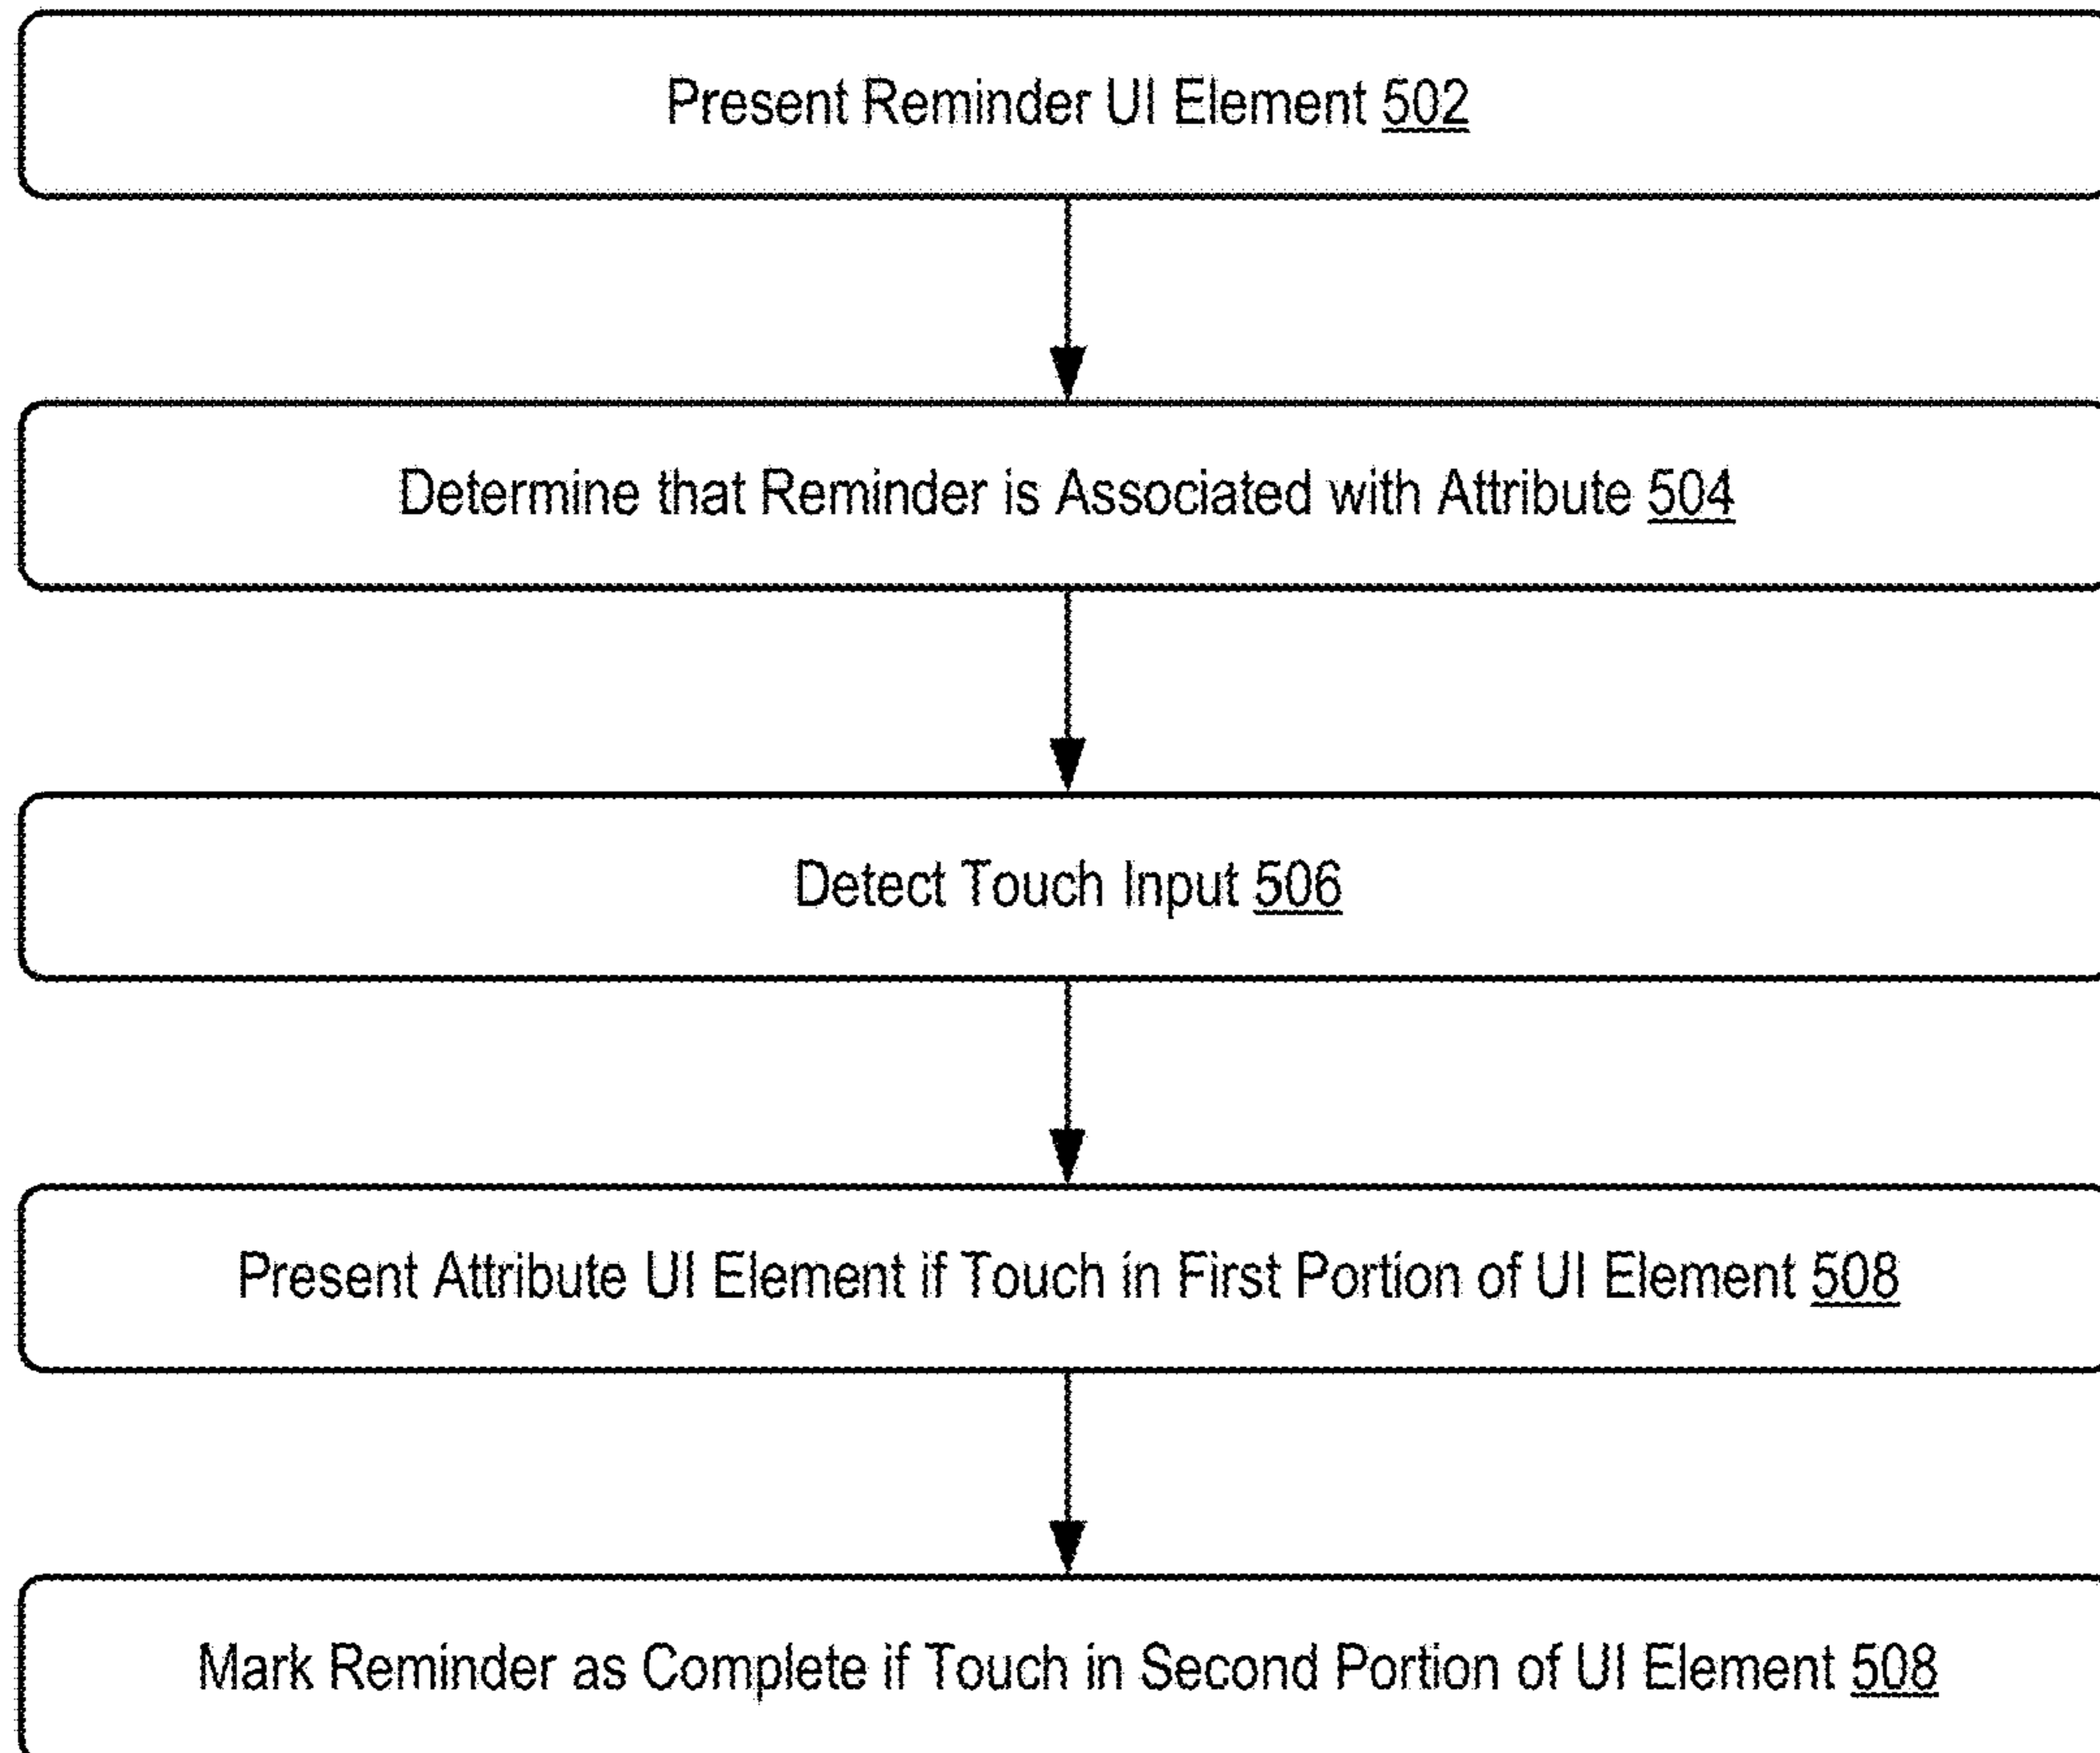 Present Reminder UI Element 502
Determine that Reminder is Associated with Attribute 504
Detect Touch Input 506
Present Attribute UI Element if Touch in First Portion of UI Element 508
Mark Reminder as Complete if Touch in Second Portion of UI Element 508